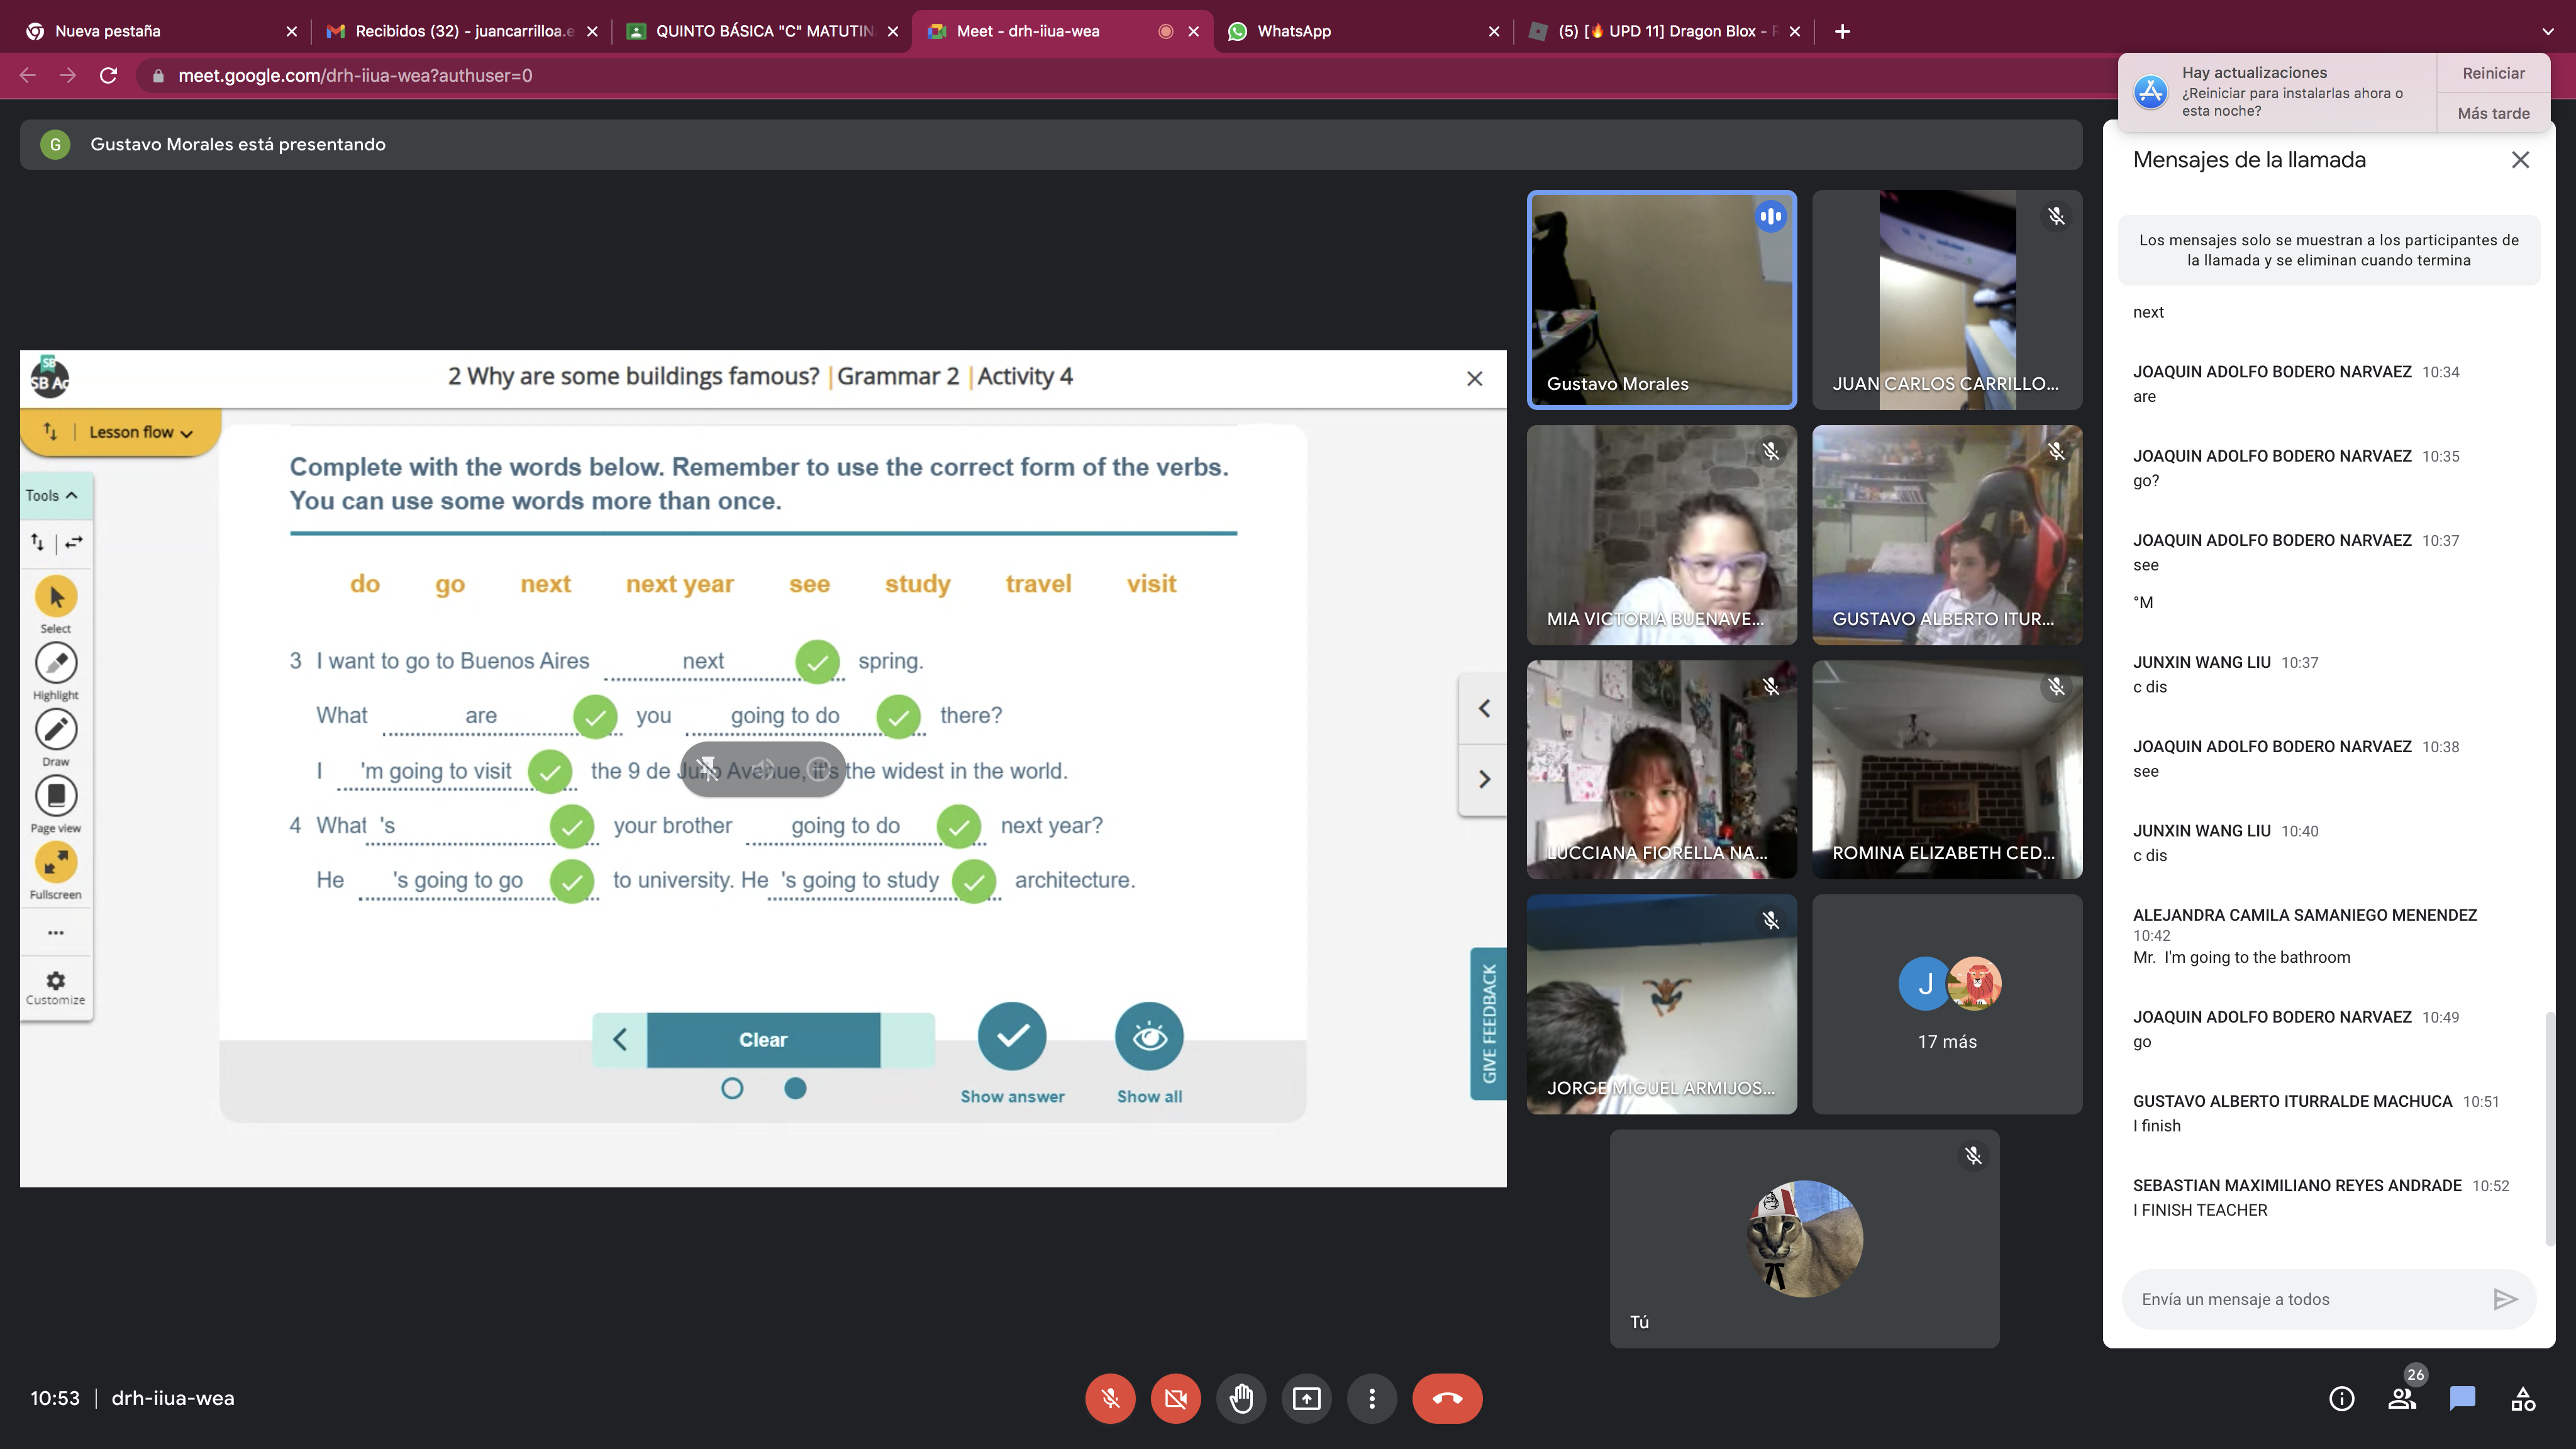 Nueva pestaña
Recibidos (32) - juancarrilloa.e
QUINTO BÁSICA "C" MATUTIN
Meet - drh-iiua-wea
WhatsApp
(5) [🔥 UPD 11] Dragon Blox - R
meet.google.com/drh-iiua-wea?authuser=0
Hay actualizaciones
¿Reiniciar para instalarlas ahora o
esta noche?
Reiniciar
Más tarde
G
Gustavo Morales está presentando
SB
SB Ac
2 Why are some buildings famous? | Grammar 2 | Activity 4
Lesson flow
Tools
Select
Highlight
Draw
Page view
Fullscreen
Customize
Complete with the words below. Remember to use the correct form of the verbs.
You can use some words more than once.
do go next next year see study travel visit
3 I want to go to Buenos Aires next spring.
What are you going to do there?
I 'm going to visit the 9 de Julio Avenue, it's the widest in the world.
4 What 's your brother going to do next year?
He 's going to go to university. He 's going to study architecture.
Clear
Show answer
Show all
GIVE FEEDBACK
Gustavo Morales
JUAN CARLOS CARRILLO...
MIA VICTORIA BUENAVE...
GUSTAVO ALBERTO ITUR...
LUCCIANA FIORELLA NA...
ROMINA ELIZABETH CED...
JORGE MIGUEL ARMIJOS...
J
17 más
Tú
Mensajes de la llamada
Los mensajes solo se muestran a los participantes de
la llamada y se eliminan cuando termina
next
JOAQUIN ADOLFO BODERO NARVAEZ 10:34
are
JOAQUIN ADOLFO BODERO NARVAEZ 10:35
go?
JOAQUIN ADOLFO BODERO NARVAEZ 10:37
see
°M
JUNXIN WANG LIU 10:37
c dis
JOAQUIN ADOLFO BODERO NARVAEZ 10:38
see
JUNXIN WANG LIU 10:40
c dis
ALEJANDRA CAMILA SAMANIEGO MENENDEZ
10:42
Mr. I'm going to the bathroom
JOAQUIN ADOLFO BODERO NARVAEZ 10:49
go
GUSTAVO ALBERTO ITURRALDE MACHUCA 10:51
I finish
SEBASTIAN MAXIMILIANO REYES ANDRADE 10:52
I FINISH TEACHER
Envía un mensaje a todos
10:53 | drh-iiua-wea
26